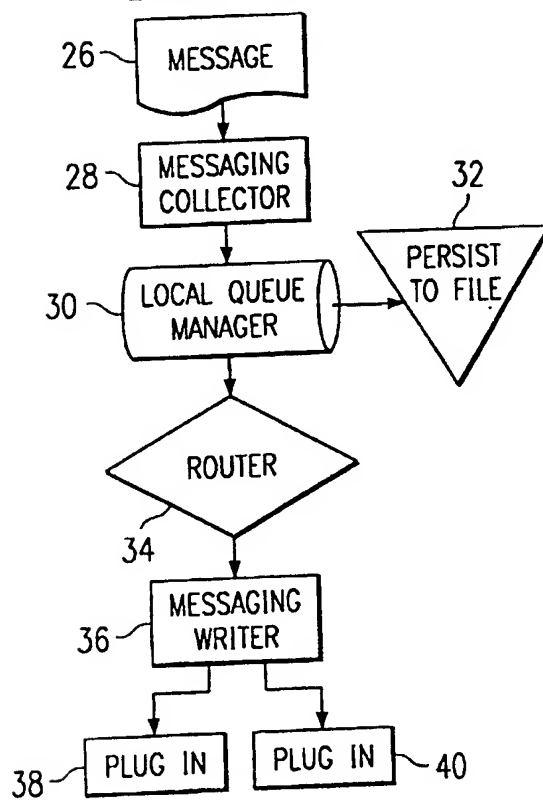 26
MESSAGE
28
MESSAGING
COLLECTOR
32
PERSIST
TO FILE
30
LOCAL QUEUE
MANAGER
ROUTER
34
36
MESSAGING
WRITER
38
PLUG IN
PLUG IN
40